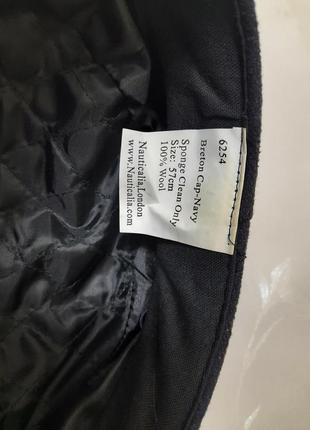 6254
Breton Cap-Navy
Sponge Clean Only
Size: 57cm
100% Wool
Nauticalia,London
www.Nauticalia.com